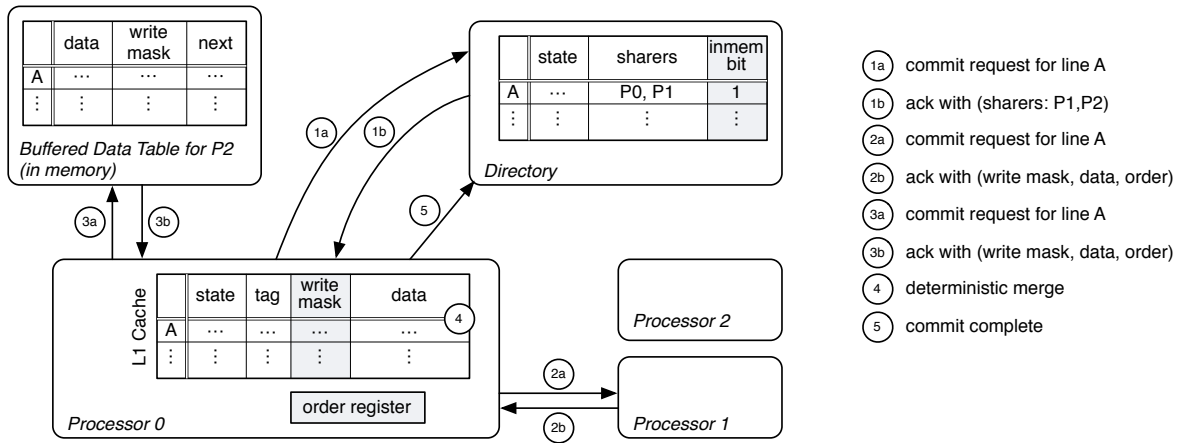 data write mask next
A ... ... ...
⋮ ⋮ ⋮ ⋮
Buffered Data Table for P2
(in memory)
state sharers inmem bit
A ... P0, P1 1
⋮ ⋮ ⋮ ⋮
Directory
1a
1b
3a
3b
5
L1 Cache
state tag write mask data
A ... ... ... ...
⋮ ⋮ ⋮ ⋮ ⋮
4
order register
Processor 0
2a
2b
Processor 2
Processor 1
1a commit request for line A
1b ack with (sharers: P1,P2)
2a commit request for line A
2b ack with (write mask, data, order)
3a commit request for line A
3b ack with (write mask, data, order)
4 deterministic merge
5 commit complete